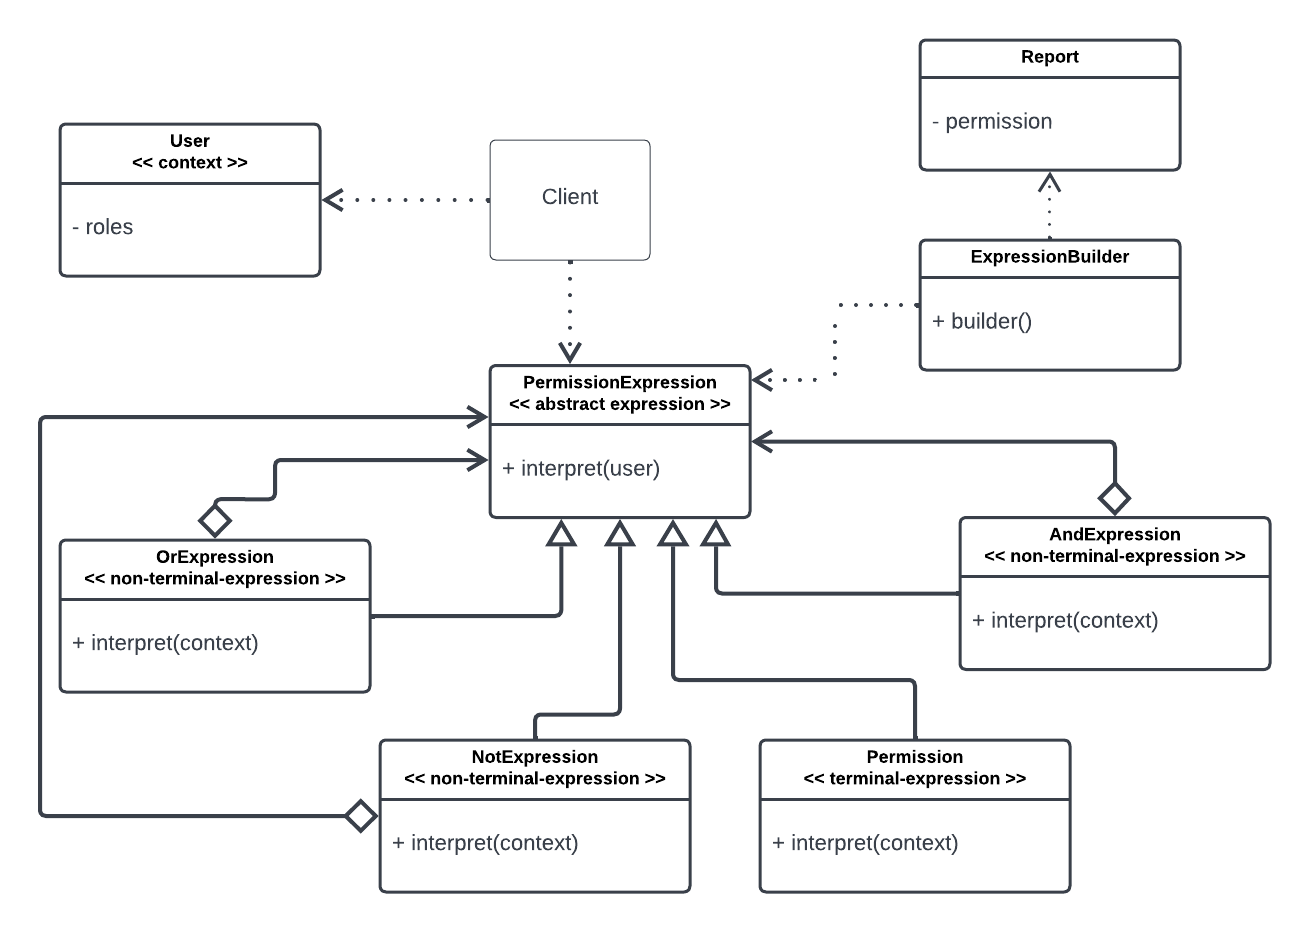 Report
- permission
User
<< context >>
- roles
Client
ExpressionBuilder
+ builder()
PermissionExpression
<< abstract expression >>
+ interpret(user)
OrExpression
<< non-terminal-expression >>
+ interpret(context)
AndExpression
<< non-terminal-expression >>
+ interpret(context)
NotExpression
<< non-terminal-expression >>
+ interpret(context)
Permission
<< terminal-expression >>
+ interpret(context)